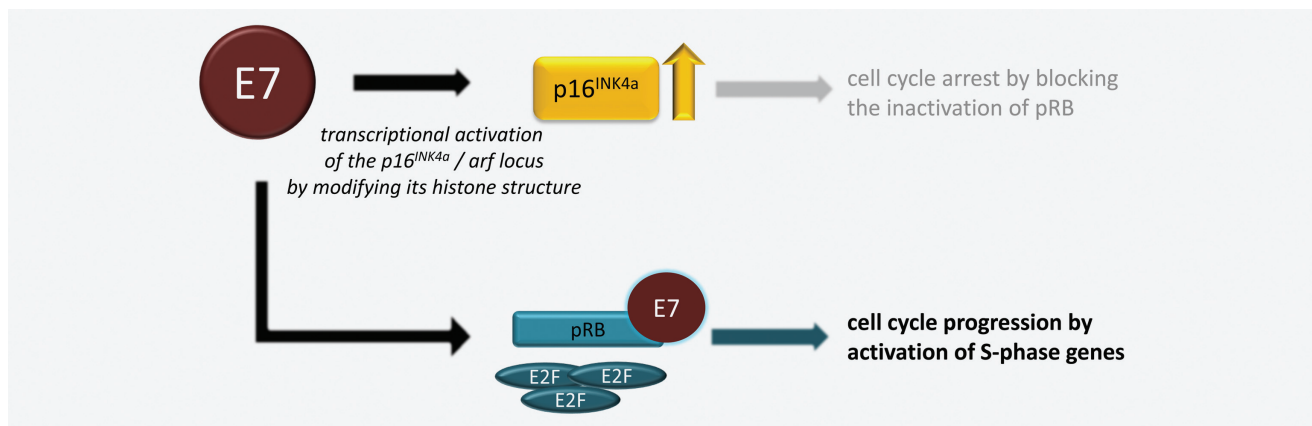 E7
p16INK4a
cell cycle arrest by blocking
the inactivation of pRB
transcriptional activation
of the p16INK4a / arf locus
by modifying its histone structure
E7
pRB
cell cycle progression by
activation of S-phase genes
E2F
E2F
E2F